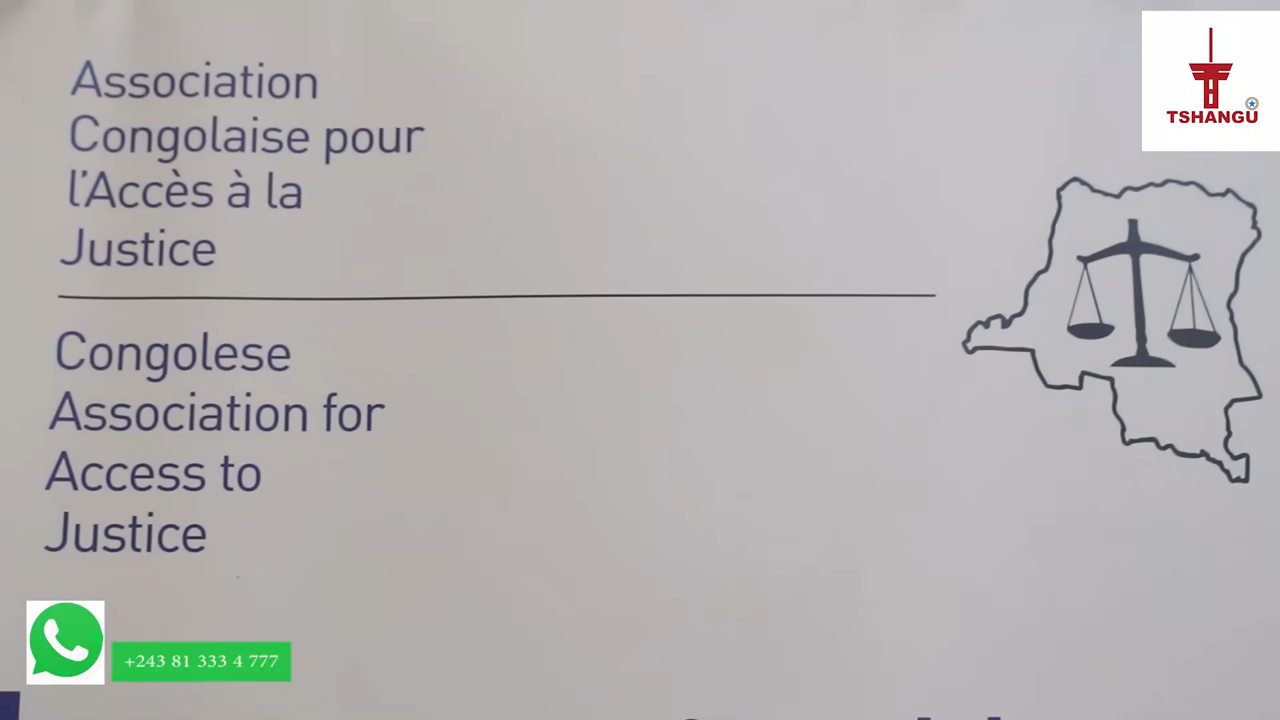 Association
Congolaise pour
l'Accès à la
Justice
Congolese
Association for
Access to
Justice
TSHANGU
+243 81 333 4 777